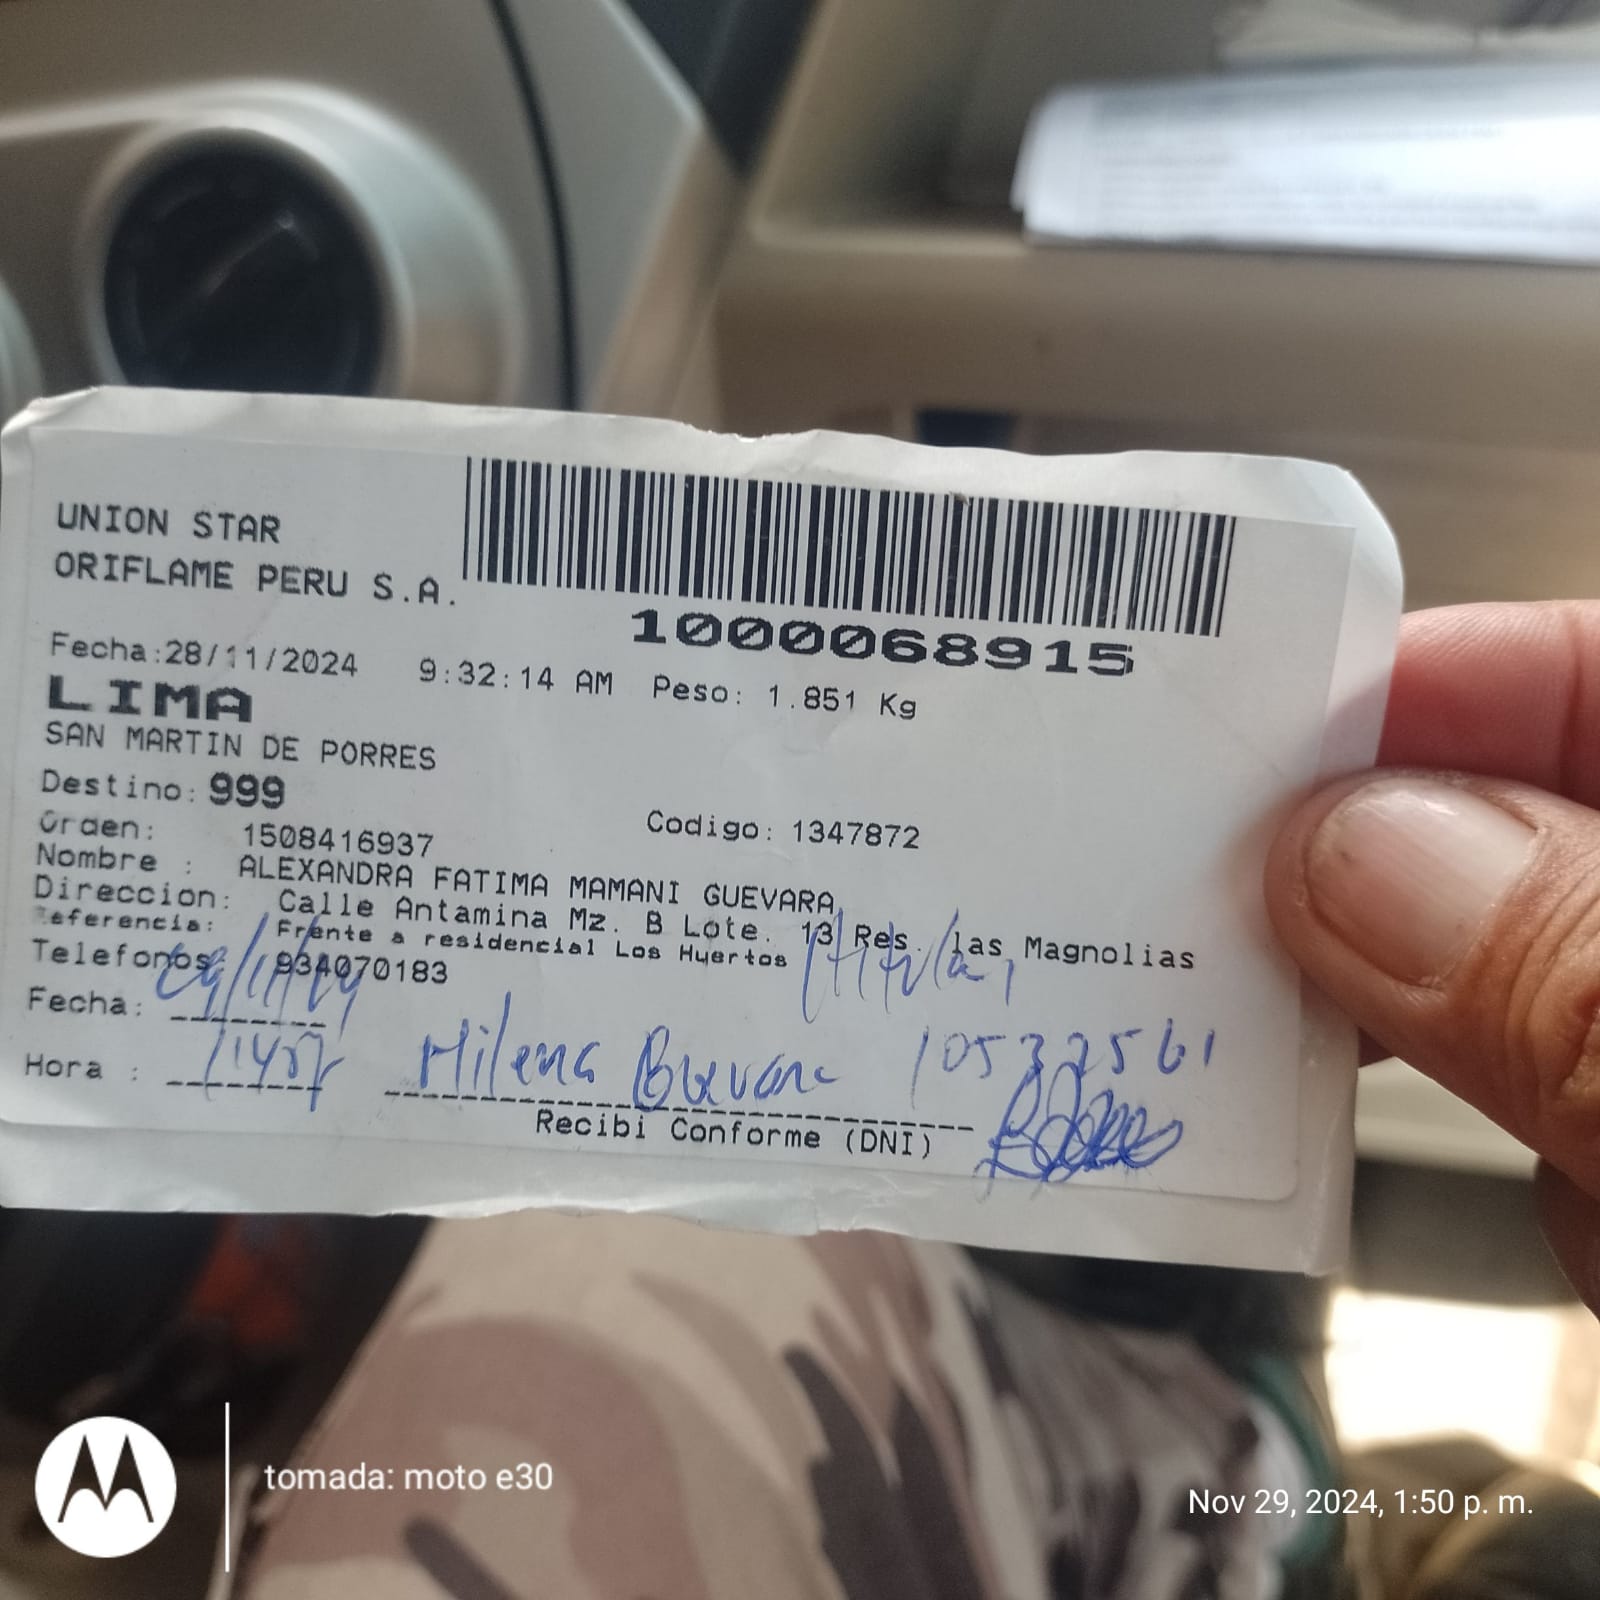 UNION STAR
ORIFLAME PERU S.A.
1000068915
Fecha:28/11/2024 9:32:14 AM Peso: 1.851 Kg
LIMA
SAN MARTIN DE PORRES
Destino: 999
Orden: 1508416937 Codigo: 1347872
Nombre : ALEXANDRA FATIMA MAMANI GUEVARA
Direccion: Calle Antamina Mz. B Lote. 13 Res. las Magnolias
Referencia: Frente a residencial Los Huertos
Telefonos: 934070183
Fecha: 29/11/24
Hora :
Milena Guevara 10532561
Recibi Conforme (DNI)
tomada: moto e30
Nov 29, 2024, 1:50 p. m.